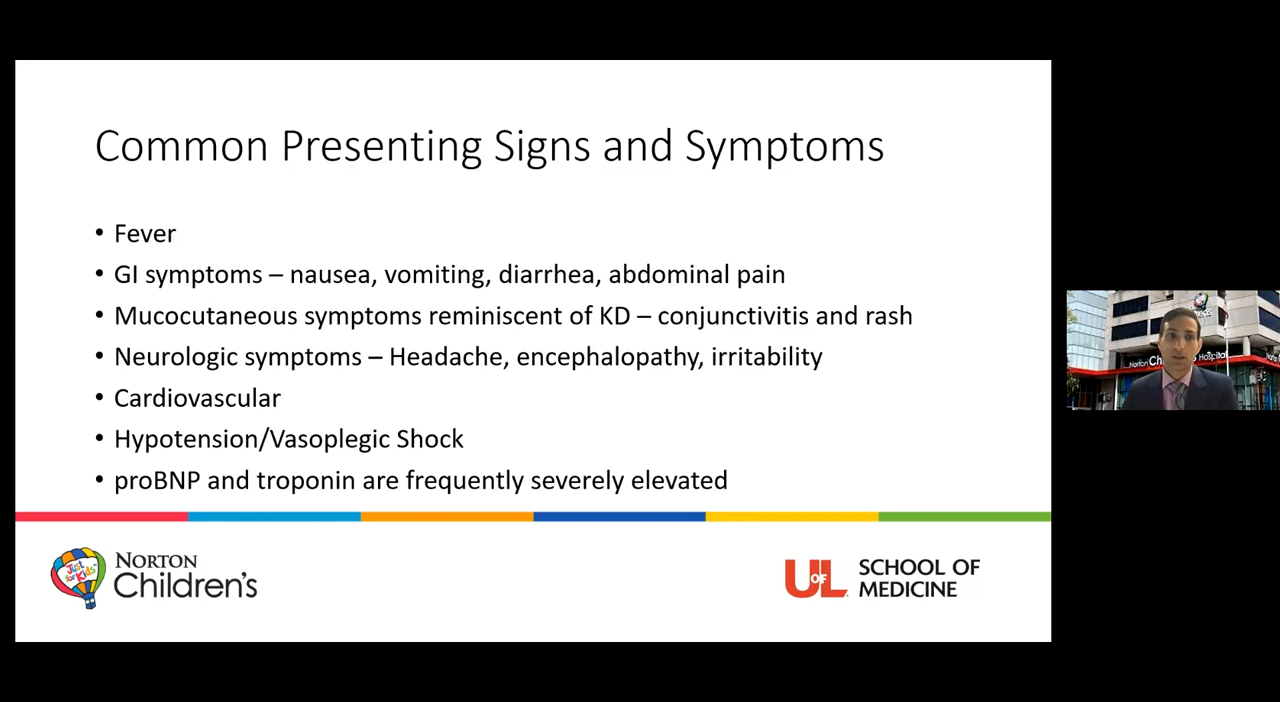 Common Presenting Signs and Symptoms
• Fever
• GI symptoms – nausea, vomiting, diarrhea, abdominal pain
• Mucocutaneous symptoms reminiscent of KD – conjunctivitis and rash
• Neurologic symptoms – Headache, encephalopathy, irritability
• Cardiovascular
• Hypotension/Vasoplegic Shock
• proBNP and troponin are frequently severely elevated
Just for Kids
NORTON
Children's
UOFL
SCHOOL OF
MEDICINE
Norton Hospital